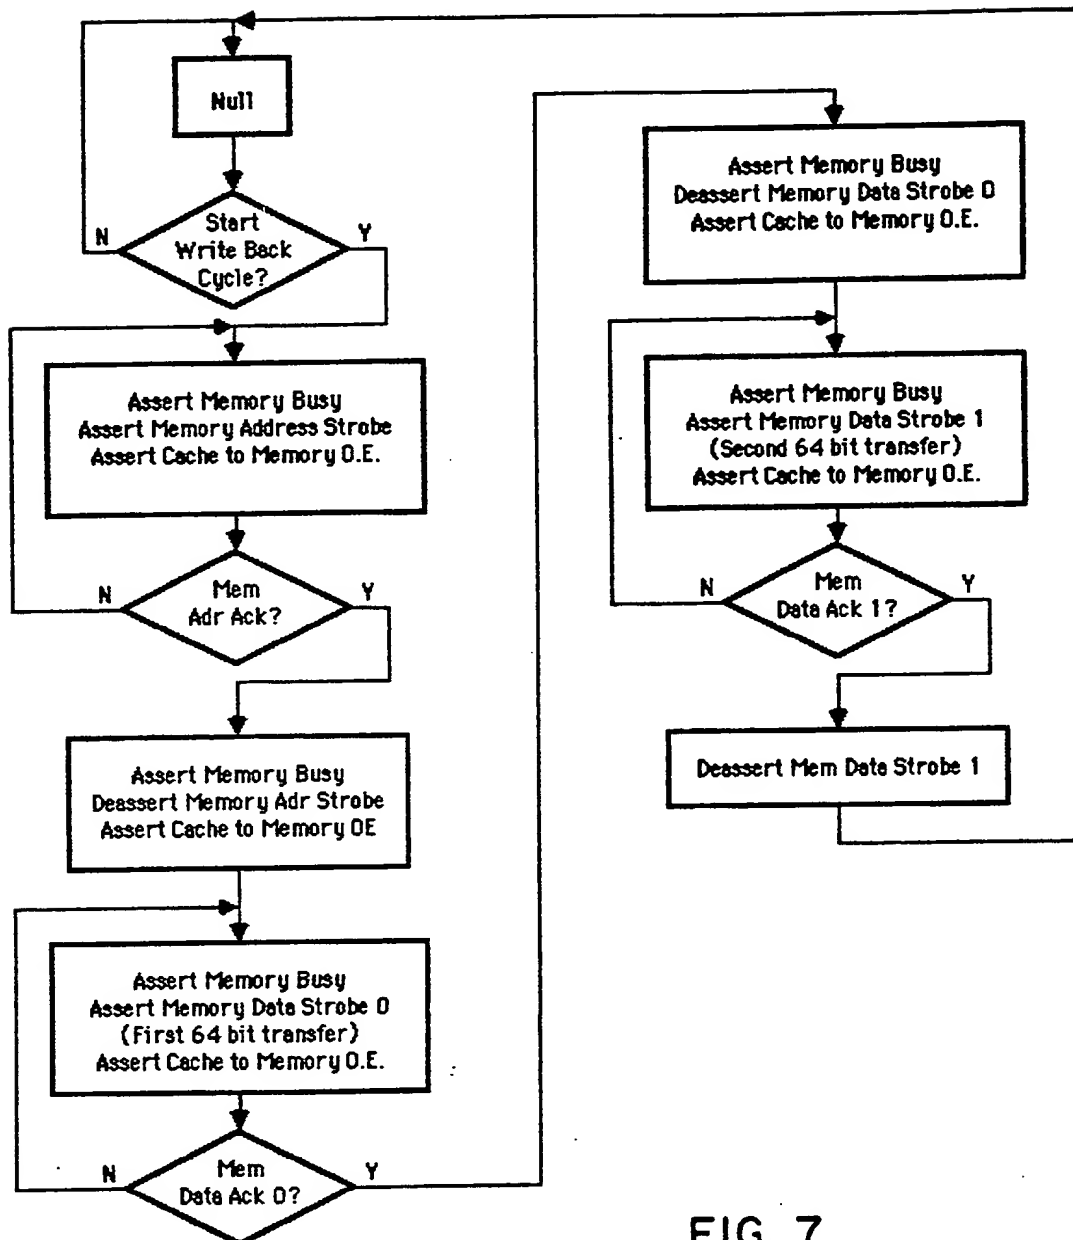 Null
Start
Write Back
Cycle?
N
Y
Assert Memory Busy
Assert Memory Address Strobe
Assert Cache to Memory O.E.
Mem
Adr Ack?
N
Y
Assert Memory Busy
Deassert Memory Adr Strobe
Assert Cache to Memory OE
Assert Memory Busy
Assert Memory Data Strobe 0
(First 64 bit transfer)
Assert Cache to Memory O.E.
Mem
Data Ack 0?
N
Y
Assert Memory Busy
Deassert Memory Data Strobe 0
Assert Cache to Memory O.E.
Assert Memory Busy
Assert Memory Data Strobe 1
(Second 64 bit transfer)
Assert Cache to Memory O.E.
Mem
Data Ack 1?
N
Y
Deassert Mem Data Strobe 1
FIG. 7